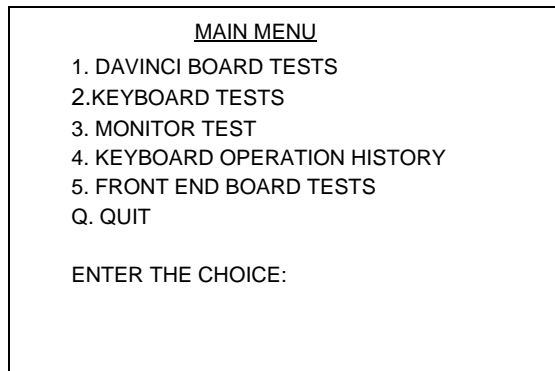 MAIN MENU
1. DAVINCI BOARD TESTS
2.KEYBOARD TESTS
3. MONITOR TEST
4. KEYBOARD OPERATION HISTORY
5. FRONT END BOARD TESTS
Q. QUIT
ENTER THE CHOICE: